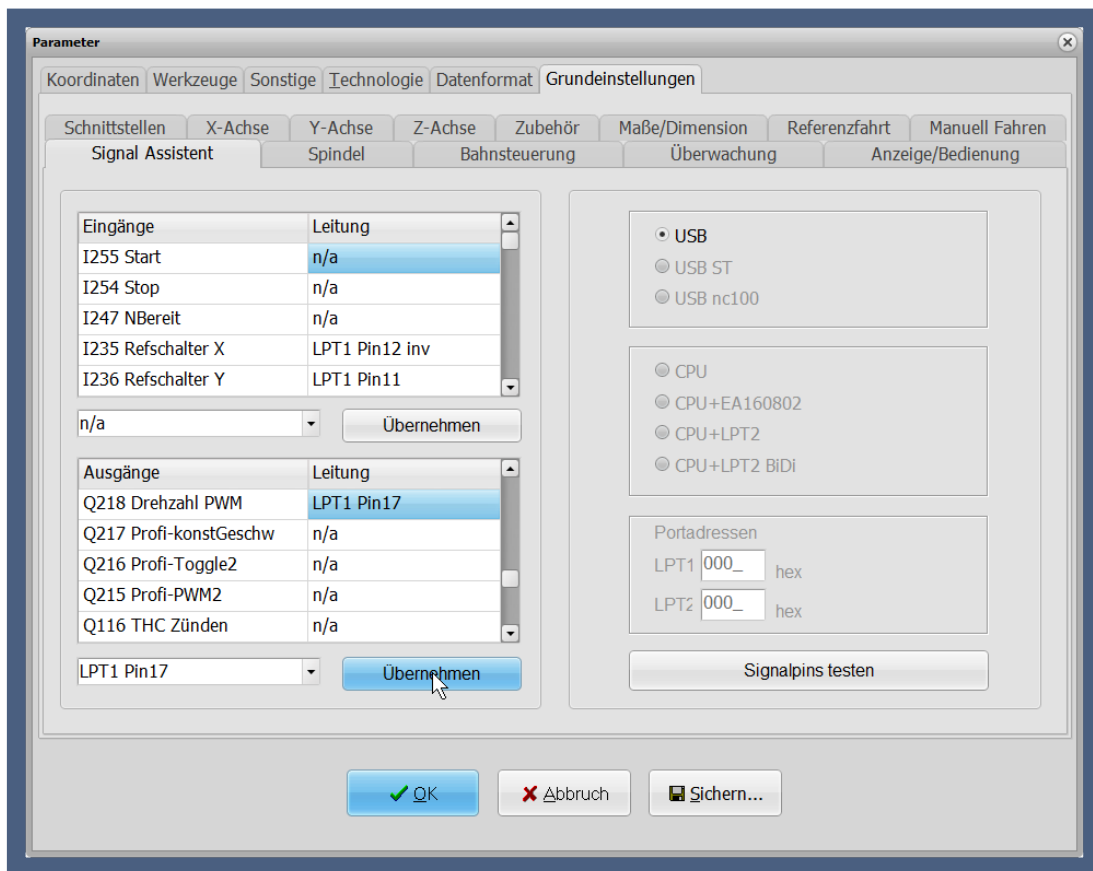 Parameter
Koordinaten Werkzeuge Sonstige Technologie Datenformat Grundeinstellungen
Schnittstellen X-Achse Y-Achse Z-Achse Zubehör Maße/Dimension Referenzfahrt Manuell Fahren
Signal Assistent Spindel Bahnsteuerung Überwachung Anzeige/Bedienung
Eingänge Leitung
I255 Start n/a
I254 Stop n/a
I247 NBereit n/a
I235 Refschalter X LPT1 Pin12 inv
I236 Refschalter Y LPT1 Pin11
n/a Übernehmen
Ausgänge Leitung
Q218 Drehzahl PWM LPT1 Pin17
Q217 Profi-konstGeschw n/a
Q216 Profi-Toggle2 n/a
Q215 Profi-PWM2 n/a
Q116 THC Zünden n/a
LPT1 Pin17 Übernehmen
USB
USB ST
USB nc100
CPU
CPU+EA160802
CPU+LPT2
CPU+LPT2 BiDi
Portadressen
LPT1 000_ hex
LPT2 000_ hex
Signalpins testen
OK Abbruch Sichern...